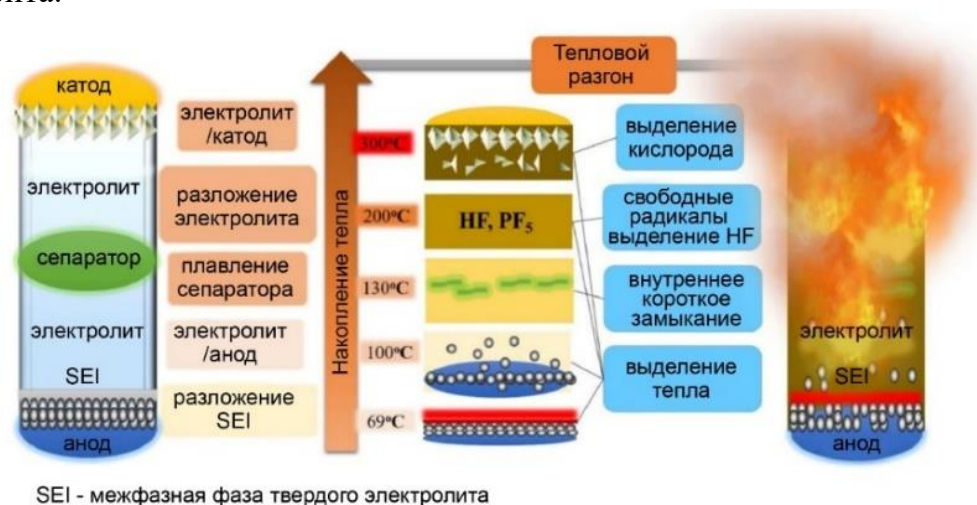 катод
электролит
сепаратор
электролит
SEI
анод
электролит
/катод
разложение
электролита
плавление
сепаратора
электролит
/анод
разложение
SEI
Накопление тепла
300°C
200°C
130°C
100°C
69°C
HF, PF₅
Тепловой
разгон
выделение
кислорода
свободные
радикалы
выделение HF
внутреннее
короткое
замыкание
выделение
тепла
электролит
SEI
анод
SEI - межфазная фаза твердого электролита